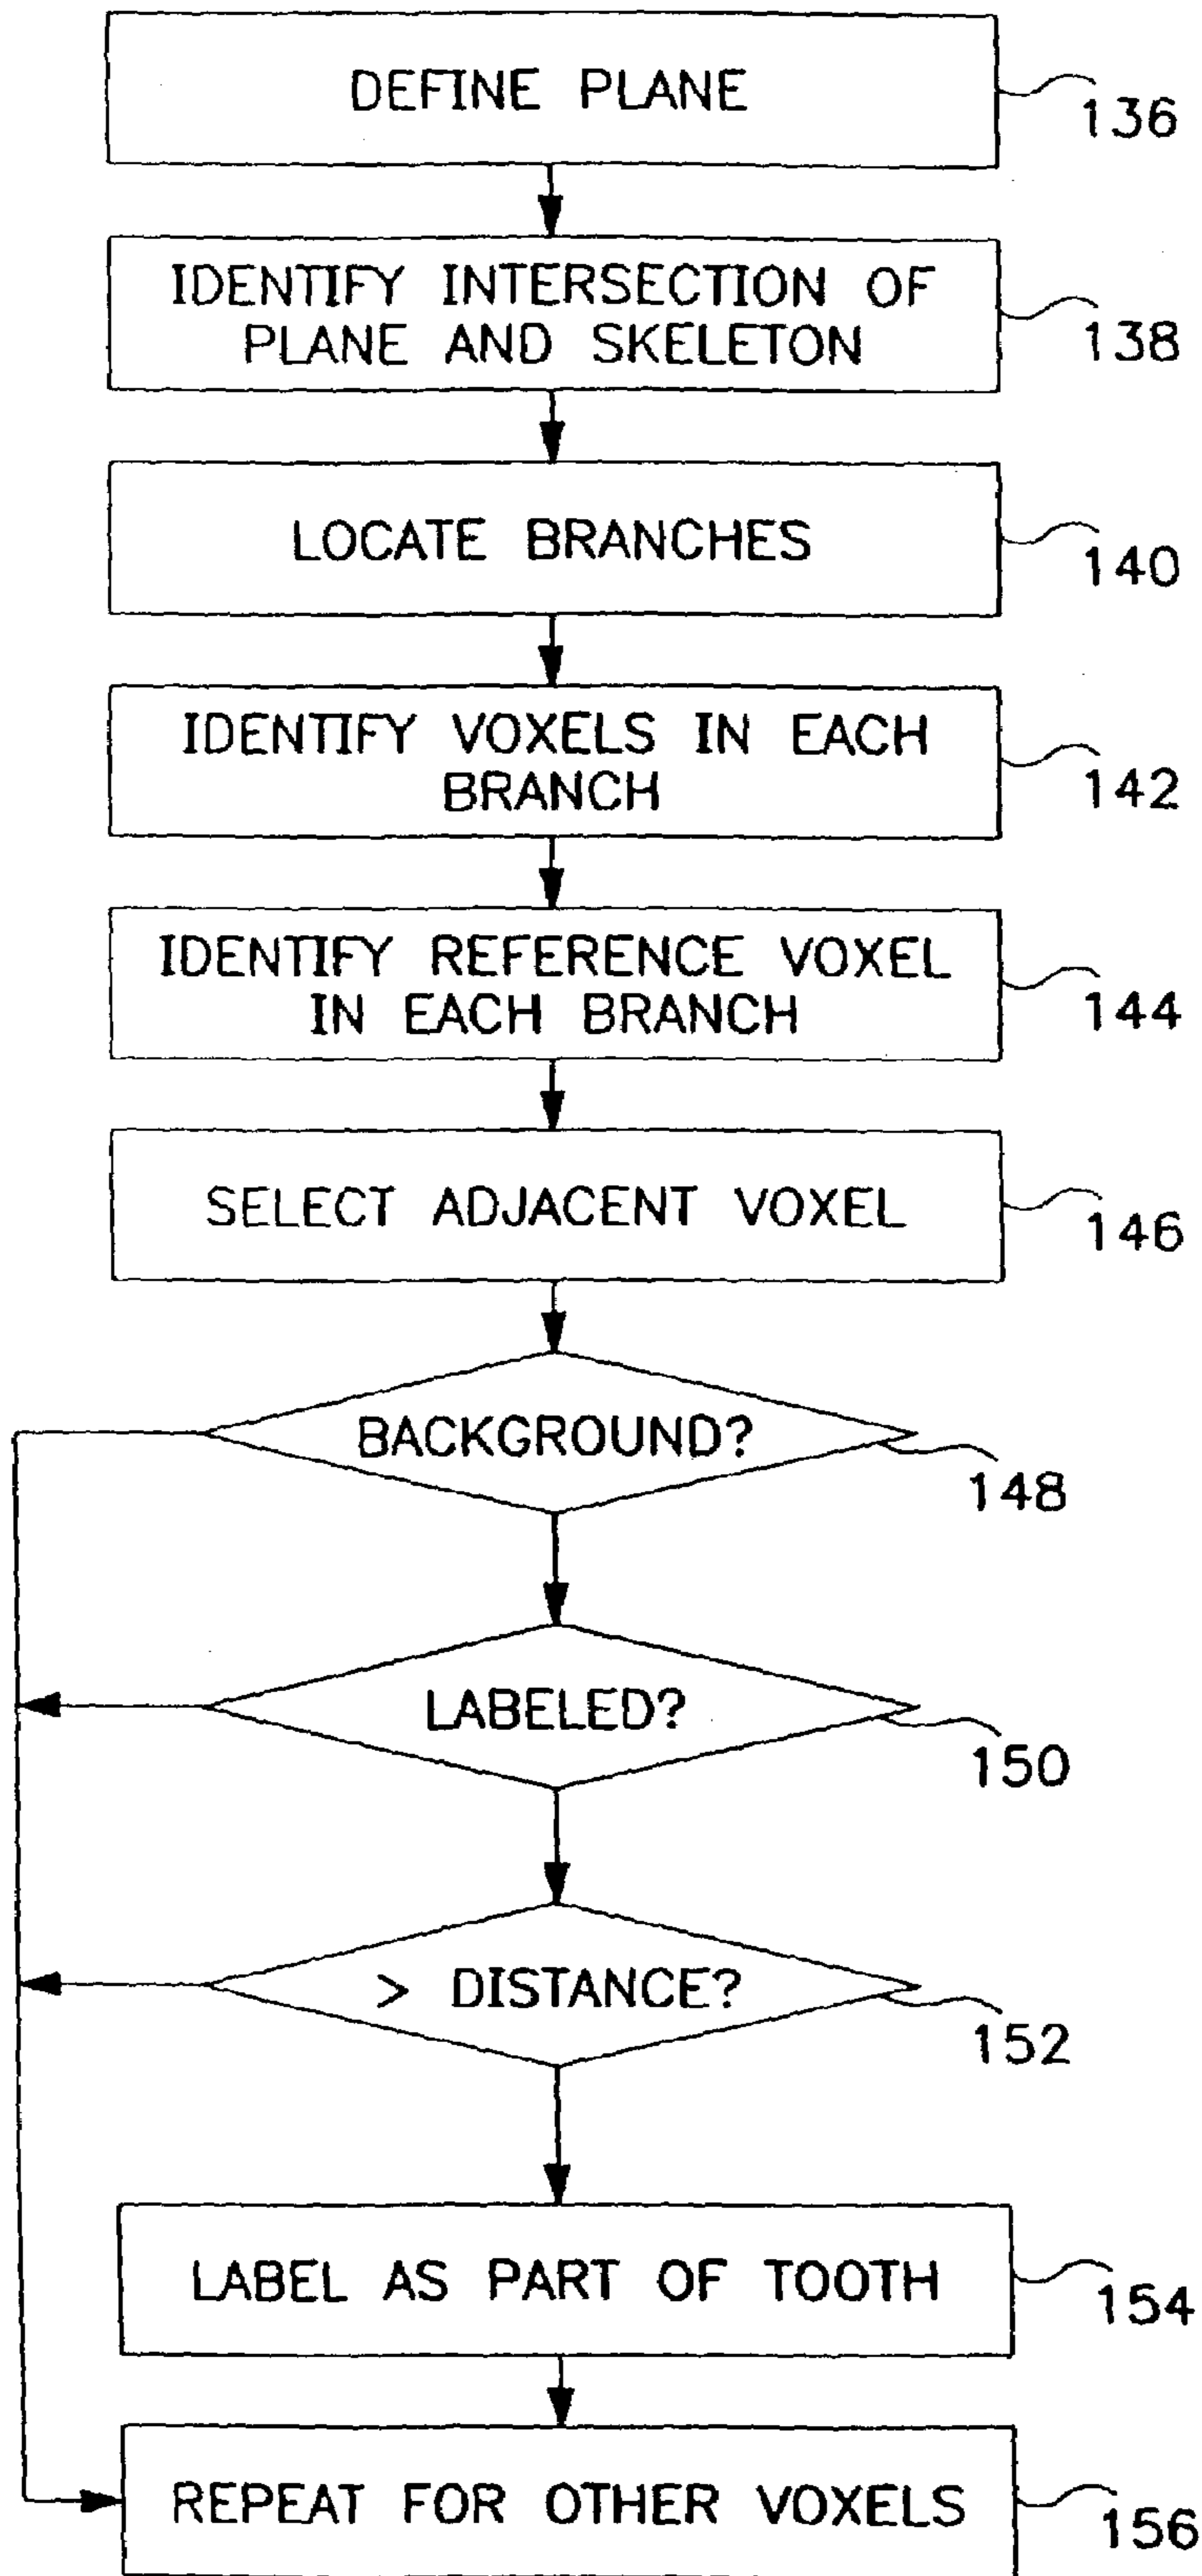 DEFINE PLANE
136
IDENTIFY INTERSECTION OF
PLANE AND SKELETON
138
LOCATE BRANCHES
140
IDENTIFY VOXELS IN EACH
BRANCH
142
IDENTIFY REFERENCE VOXEL
IN EACH BRANCH
144
SELECT ADJACENT VOXEL
146
BACKGROUND?
148
LABELED?
150
> DISTANCE?
152
LABEL AS PART OF TOOTH
154
REPEAT FOR OTHER VOXELS
156